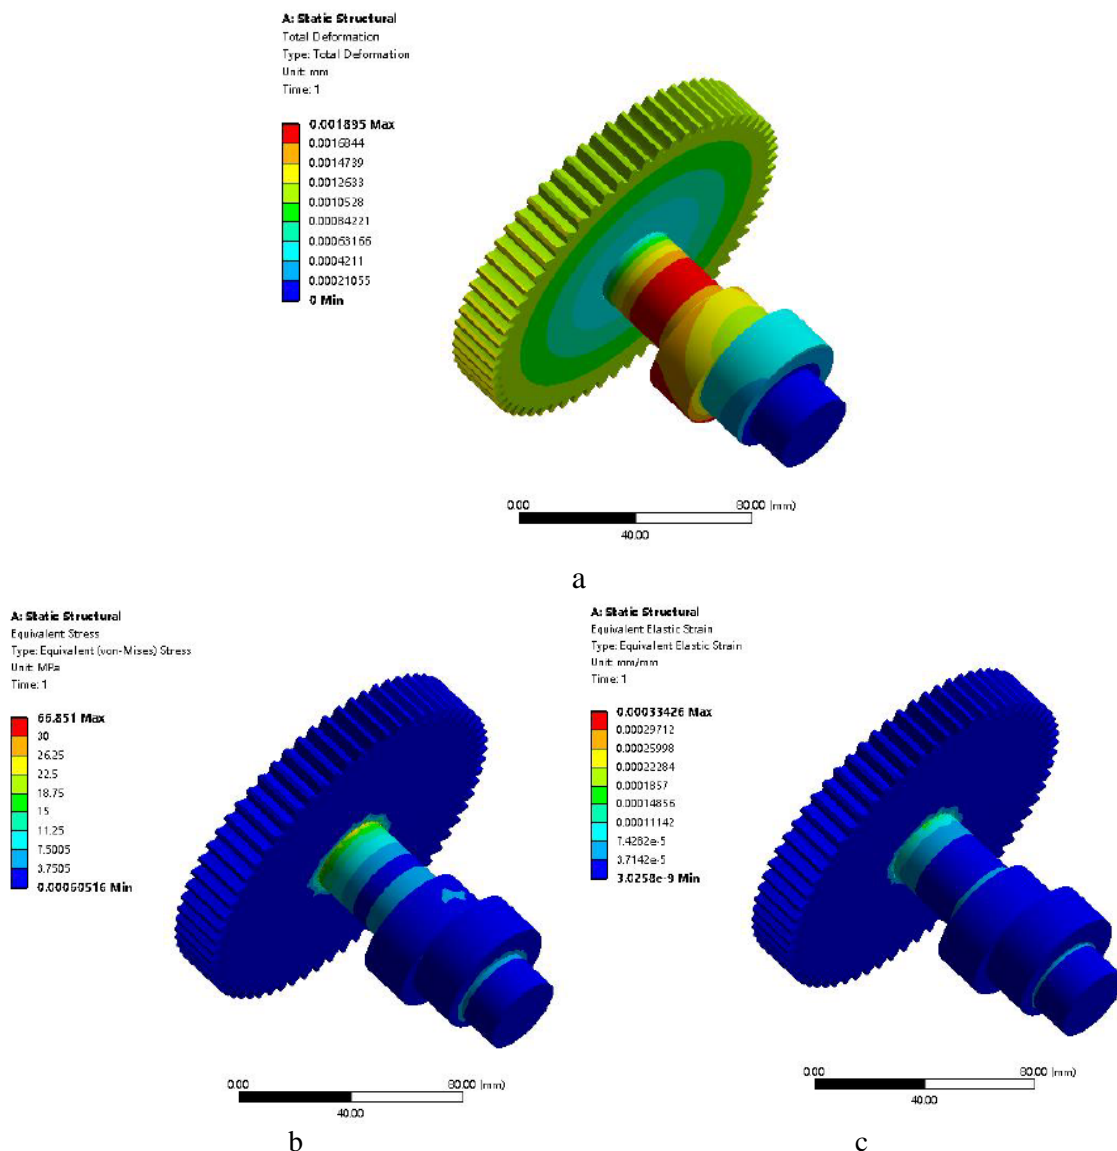 A: Static Structural
Total Deformation
Type: Total Deformation
Unit: mm
Time: 1
0.001895 Max
0.0016844
0.0014739
0.0012633
0.0010528
0.00084221
0.00063166
0.0004211
0.00021055
0 Min
0.00
80.00 (mm)
40.00
a
A: Static Structural
Equivalent Stress
Type: Equivalent (von-Mises) Stress
Unit: MPa
Time: 1
66.851 Max
30
26.25
22.5
18.75
15
11.25
7.5005
3.7505
0.00060516 Min
0.00
80.00 (mm)
40.00
b
A: Static Structural
Equivalent Elastic Strain
Type: Equivalent Elastic Strain
Unit: mm/mm
Time: 1
0.00033426 Max
0.00029712
0.00025998
0.00022284
0.0001857
0.00014856
0.00011142
7.4282e-5
3.7142e-5
3.0258e-9 Min
0.00
80.00 (mm)
40.00
c